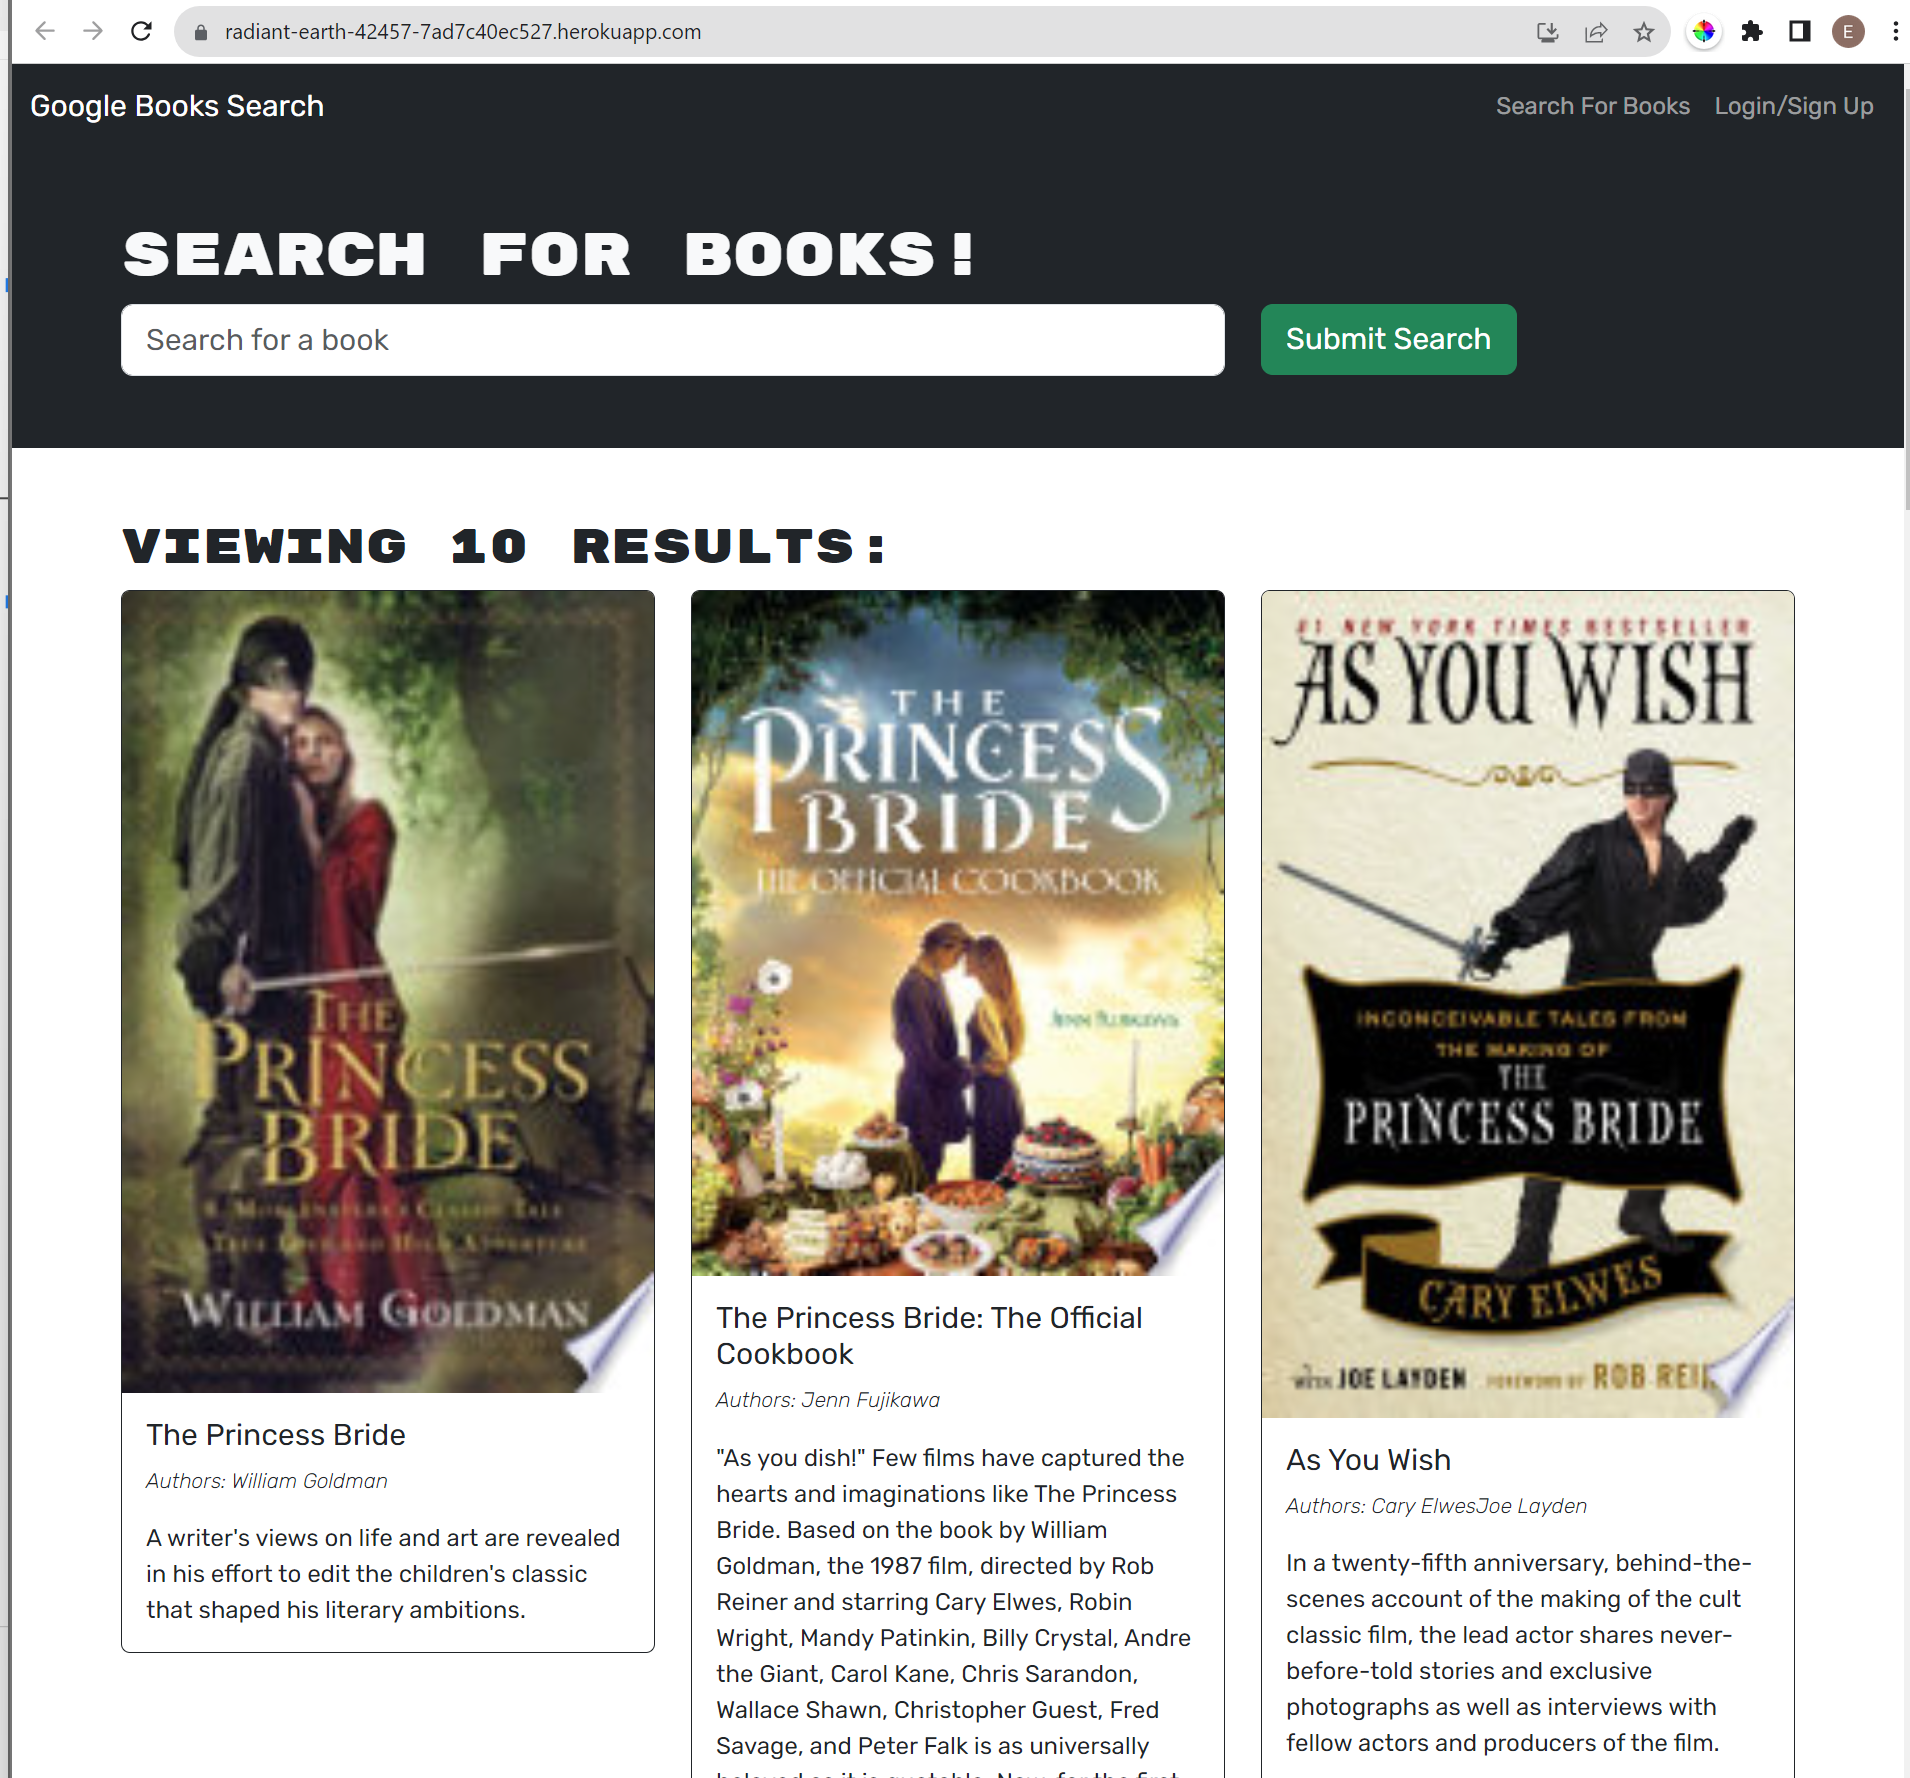 radiant-earth-42457-7ad7c40ec527.herokuapp.com
E
Google Books Search
Search For Books
Login/Sign Up
SEARCH FOR BOOKS!
Search for a book
Submit Search
VIEWING 10 RESULTS:
THE
PRINCESS
BRIDE
S. MORGENSTERN'S CLASSIC TALE
TRUE LOVE AND HIGH ADVENTURE
WILLIAM GOLDMAN
The Princess Bride
Authors: William Goldman
A writer's views on life and art are revealed
in his effort to edit the children's classic
that shaped his literary ambitions.
THE
PRINCESS
BRIDE
THE OFFICIAL COOKBOOK
JENN FUJIKAWA
The Princess Bride: The Official
Cookbook
Authors: Jenn Fujikawa
"As you dish!" Few films have captured the
hearts and imaginations like The Princess
Bride. Based on the book by William
Goldman, the 1987 film, directed by Rob
Reiner and starring Cary Elwes, Robin
Wright, Mandy Patinkin, Billy Crystal, Andre
the Giant, Carol Kane, Chris Sarandon,
Wallace Shawn, Christopher Guest, Fred
Savage, and Peter Falk is as universally
beloved as it is quotable. Now, for the first
#1 NEW YORK TIMES BESTSELLER
AS YOU WISH
INCONCEIVABLE TALES FROM
THE MAKING OF
THE
PRINCESS BRIDE
CARY ELWES
WITH JOE LAYDEN FOREWORD BY ROB REI
As You Wish
Authors: Cary ElwesJoe Layden
In a twenty-fifth anniversary, behind-the-
scenes account of the making of the cult
classic film, the lead actor shares never-
before-told stories and exclusive
photographs as well as interviews with
fellow actors and producers of the film.